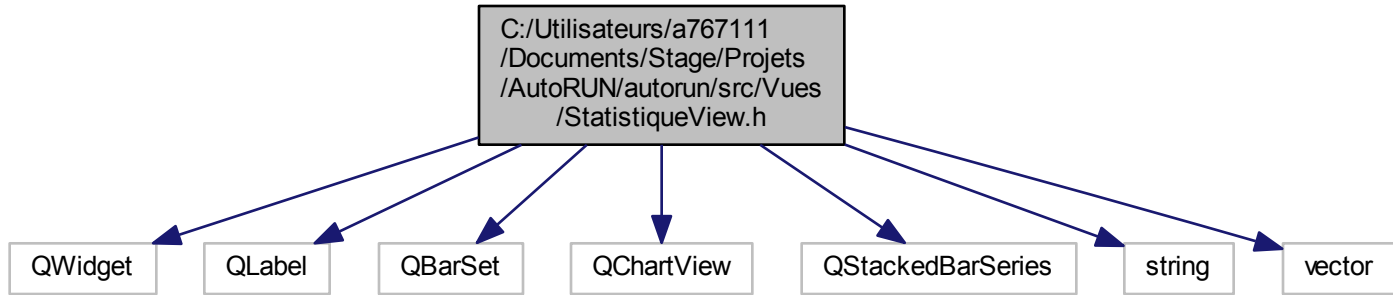 C:/Utilisateurs/a767111
/Documents/Stage/Projets
/AutoRUN/autorun/src/Vues
/StatistiqueView.h
QWidget
QLabel
QBarSet
QChartView
QStackedBarSeries
string
vector